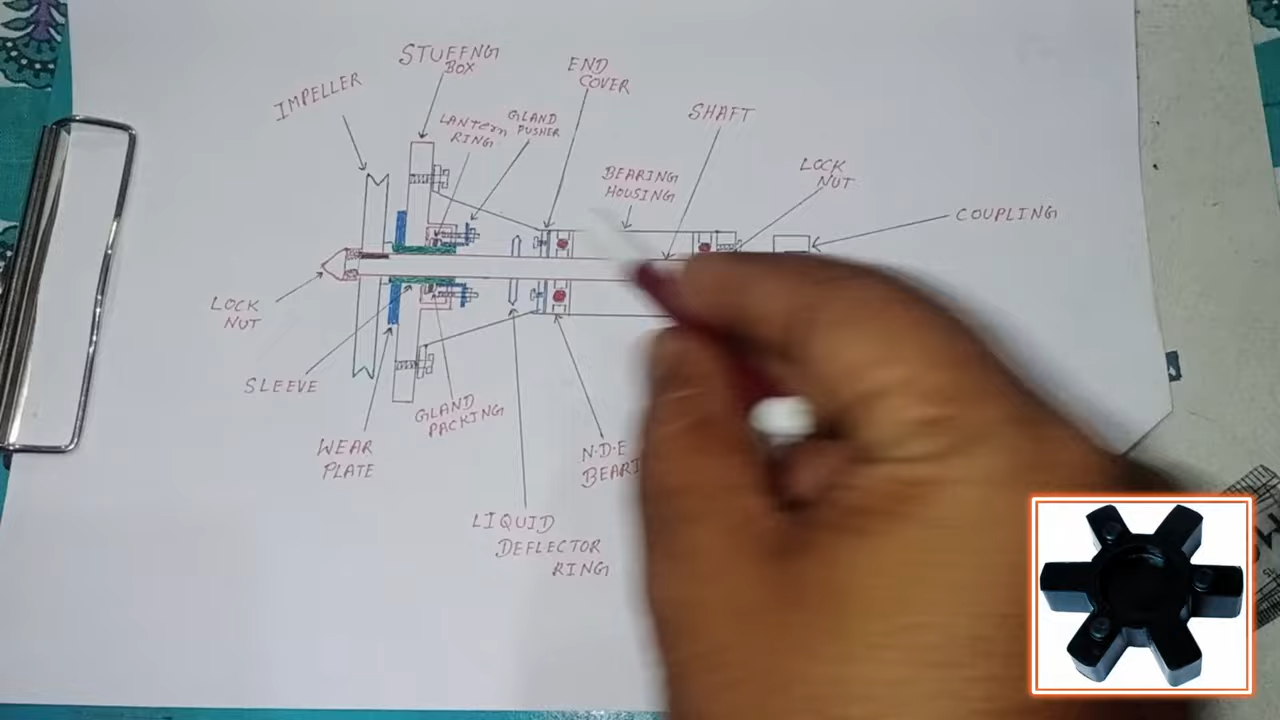 STUFFNG
BOX
END
COVER
IMPELLER
LANTERN
RING
GLAND
PUSHER
SHAFT
BEARING
HOUSING
LOCK
NUT
COUPLING
LOCK
NUT
SLEEVE
GLAND
PACKING
WEAR
PLATE
N.D.E
LIQUID
DEFLECTOR
RING